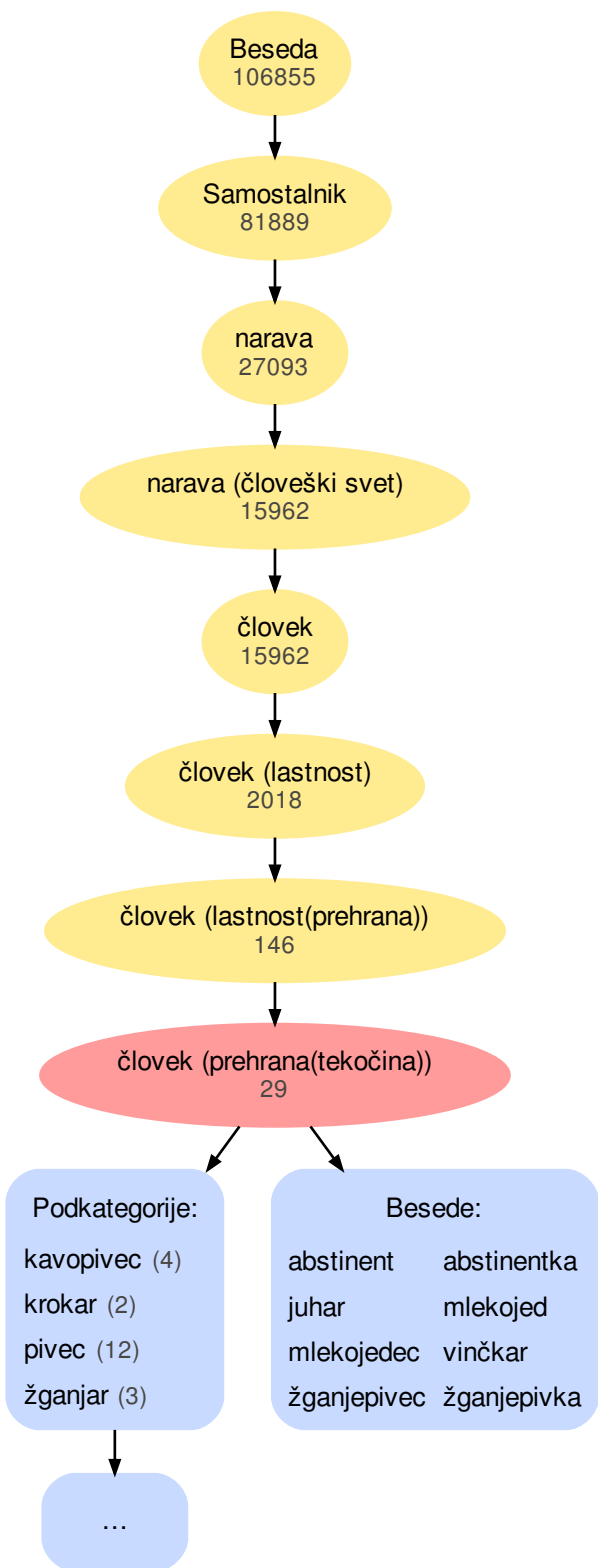 Beseda
106855
Samostalnik
81889
narava
27093
narava (človeški svet)
15962
človek
15962
človek (lastnost)
2018
človek (lastnost(prehrana))
146
človek (prehrana(tekočina))
29
Podkategorije:
kavopivec (4)
krokar (2)
pivec (12)
žganjar (3)
...
Besede:
abstinent abstinentka
juhar mlekojed
mlekojedec vinčkar
žganjepivec žganjepivka